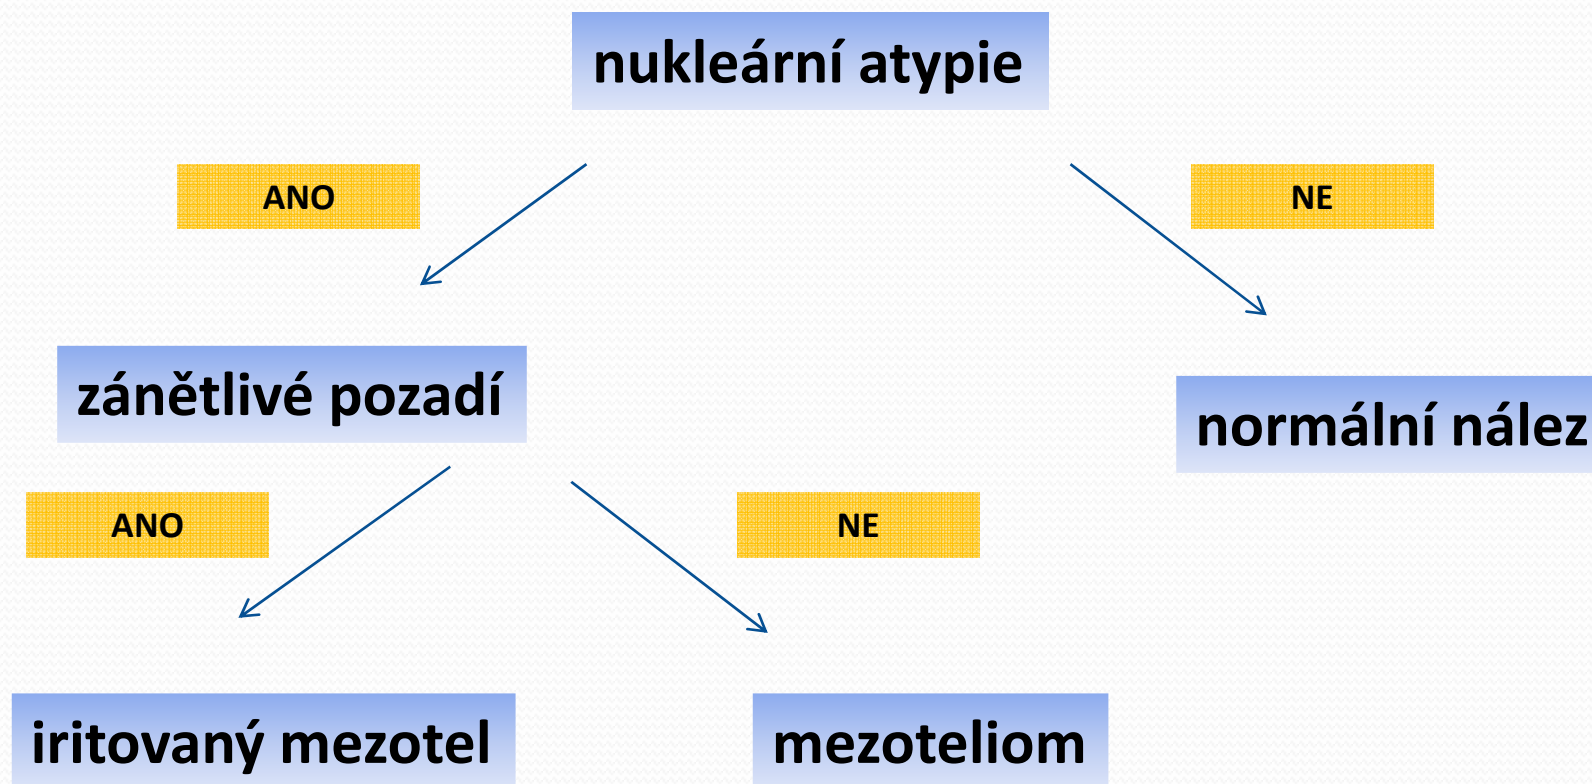 nukleární atypie
ANO
NE
zánětlivé pozadí
normální nález
ANO
NE
iritovaný mezotel
mezoteliom